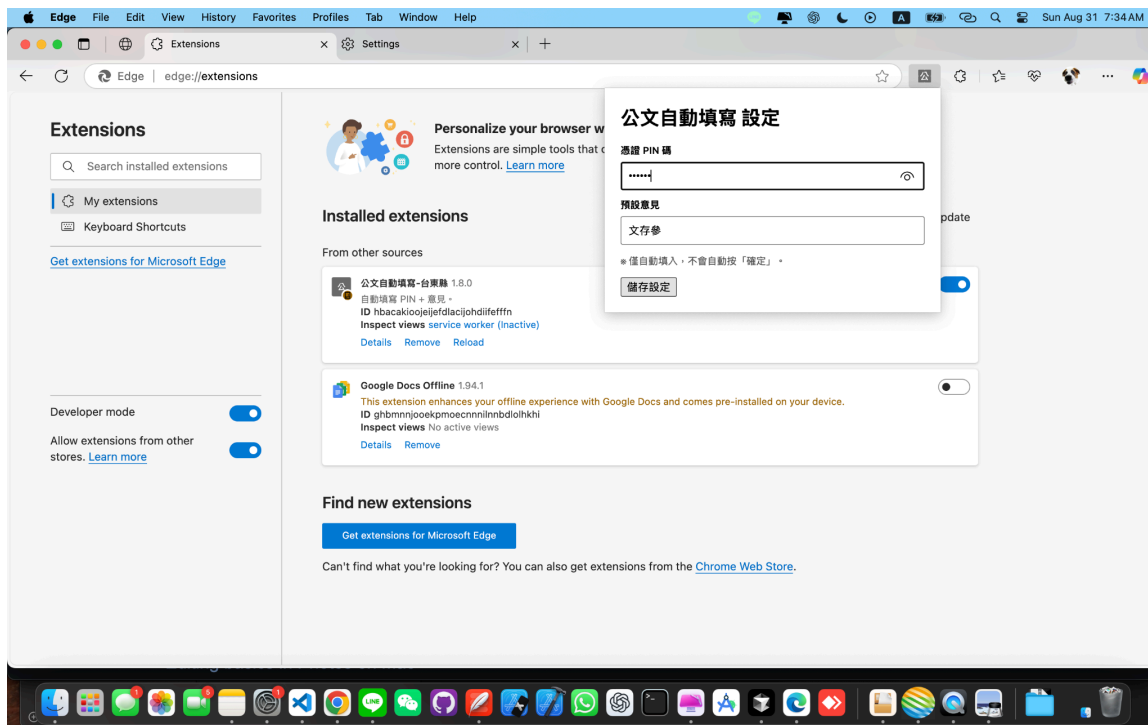 Edge File Edit View History Favorites Profiles Tab Window Help
A
Sun Aug 31 7:34 AM
Extensions
Settings
Edge
edge://extensions
Extensions
Search installed extensions
My extensions
Keyboard Shortcuts
Get extensions for Microsoft Edge
Developer mode
Allow extensions from other
stores. Learn more
Personalize your browser w
Extensions are simple tools that c
more control. Learn more
Installed extensions
pdate
From other sources
公文自動填寫-台東縣 1.8.0
自動填寫 PIN + 意見。
ID hbacakioojeijefdlacijohdiifefffn
Inspect views service worker (Inactive)
Details Remove Reload
Google Docs Offline 1.94.1
This extension enhances your offline experience with Google Docs and comes pre-installed on your device.
ID ghbmnnjooekpmoecnnnilnnbdlolhkhi
Inspect views No active views
Details Remove
Find new extensions
Get extensions for Microsoft Edge
Can't find what you're looking for? You can also get extensions from the Chrome Web Store.
公文自動填寫 設定
憑證 PIN 碼
••••••
預設意見
文存參
※ 僅自動填入，不會自動按「確定」。
儲存設定
1
5
1
LINE